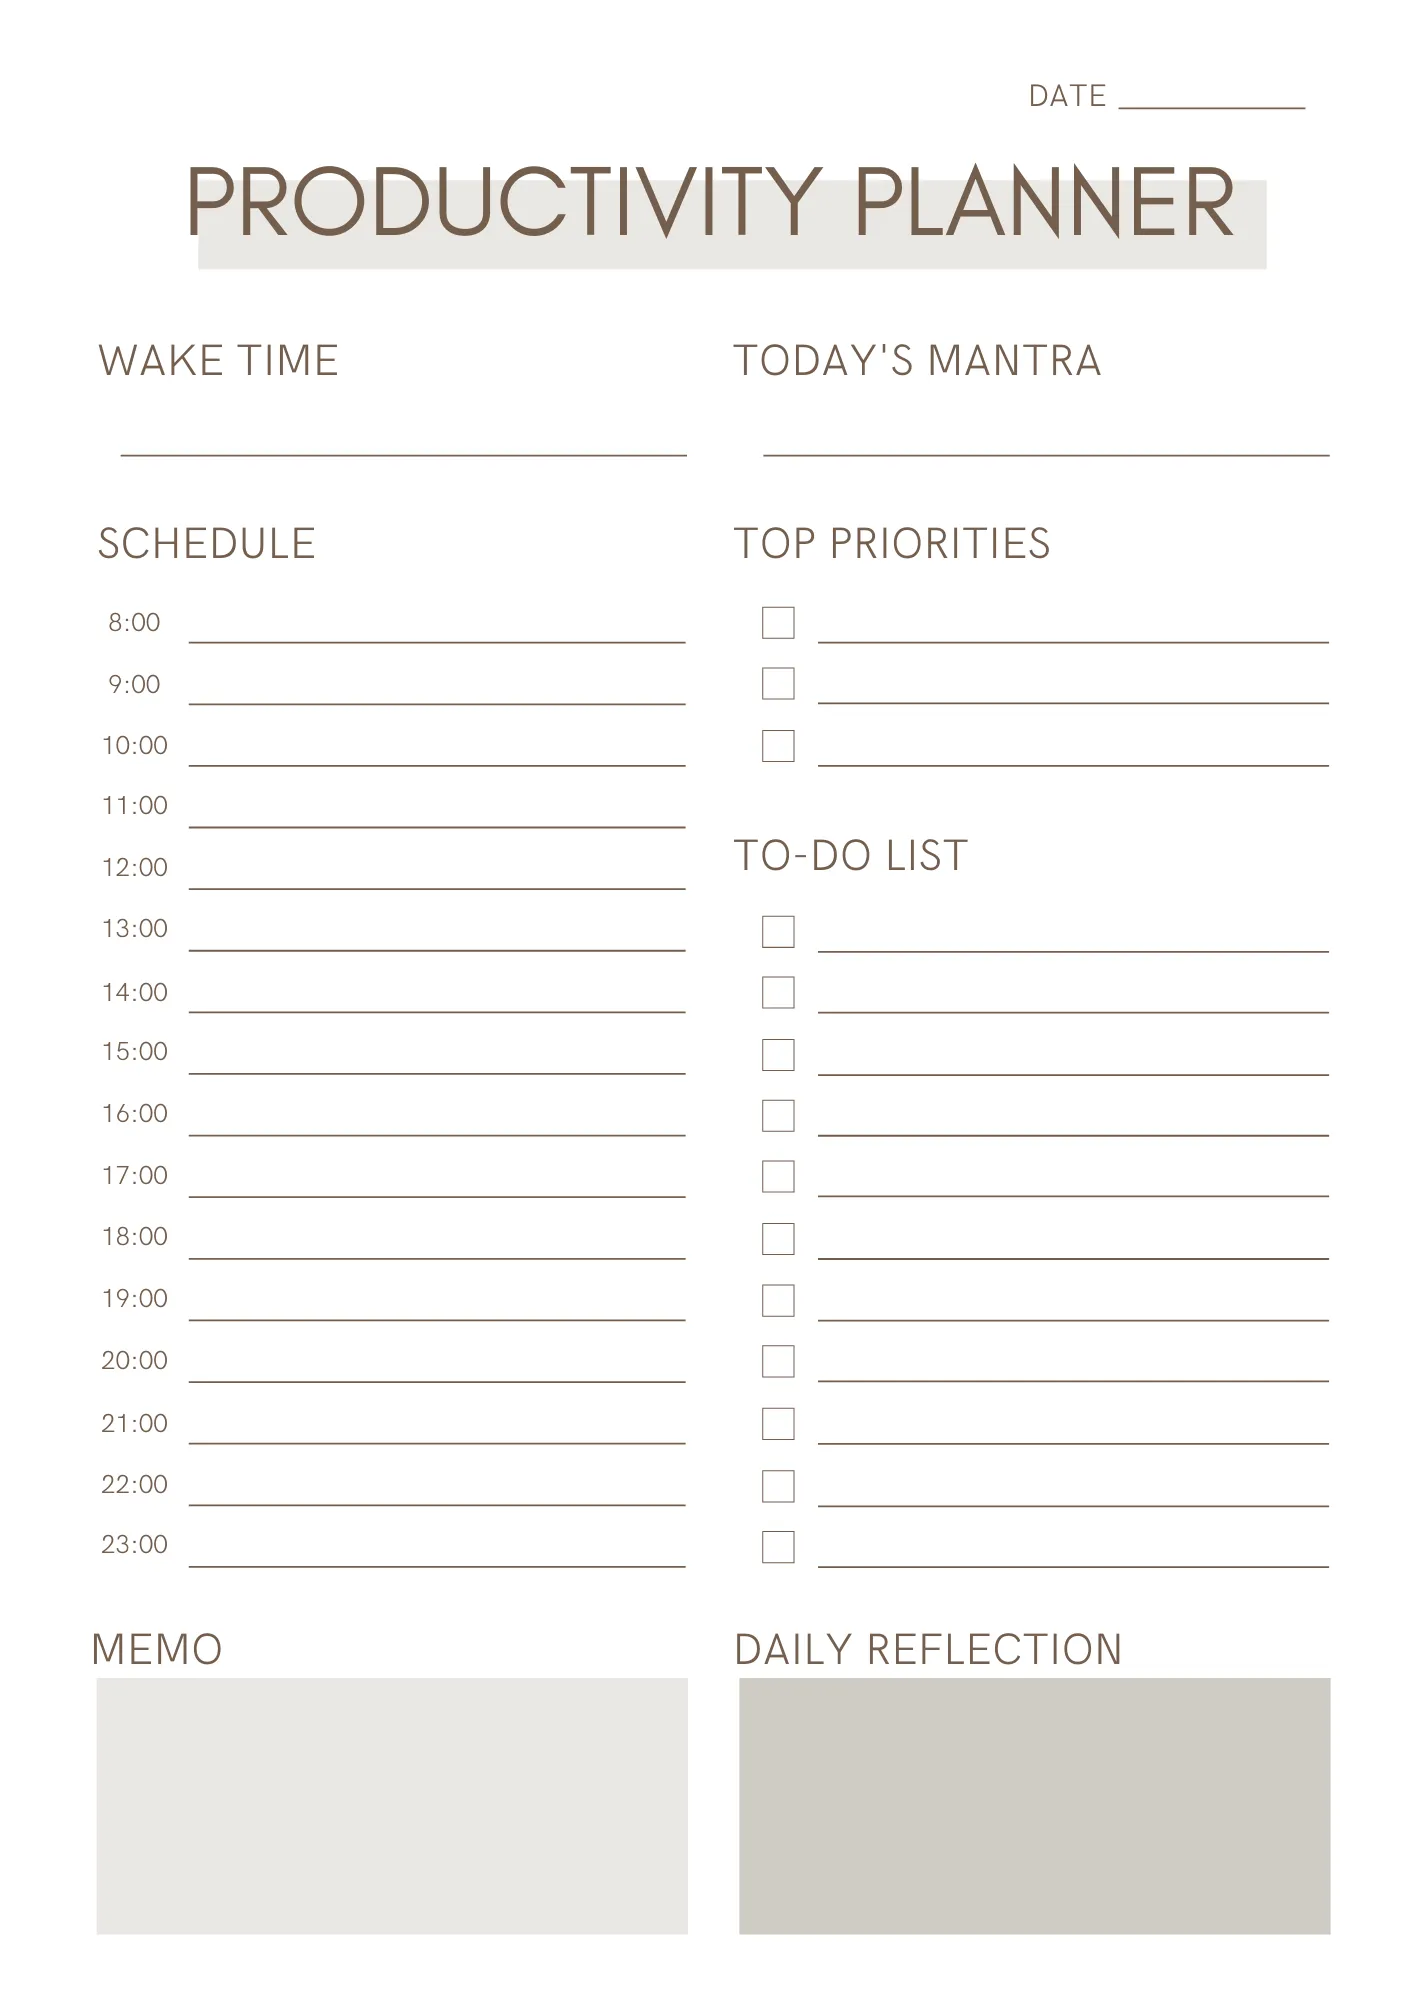 DATE
PRODUCTIVITY PLANNER
WAKE TIME
TODAY'S MANTRA
SCHEDULE
8:00
9:00
10:00
11:00
12:00
13:00
14:00
15:00
16:00
17:00
18:00
19:00
20:00
21:00
22:00
23:00
TOP PRIORITIES
TO-DO LIST
MEMO
DAILY REFLECTION